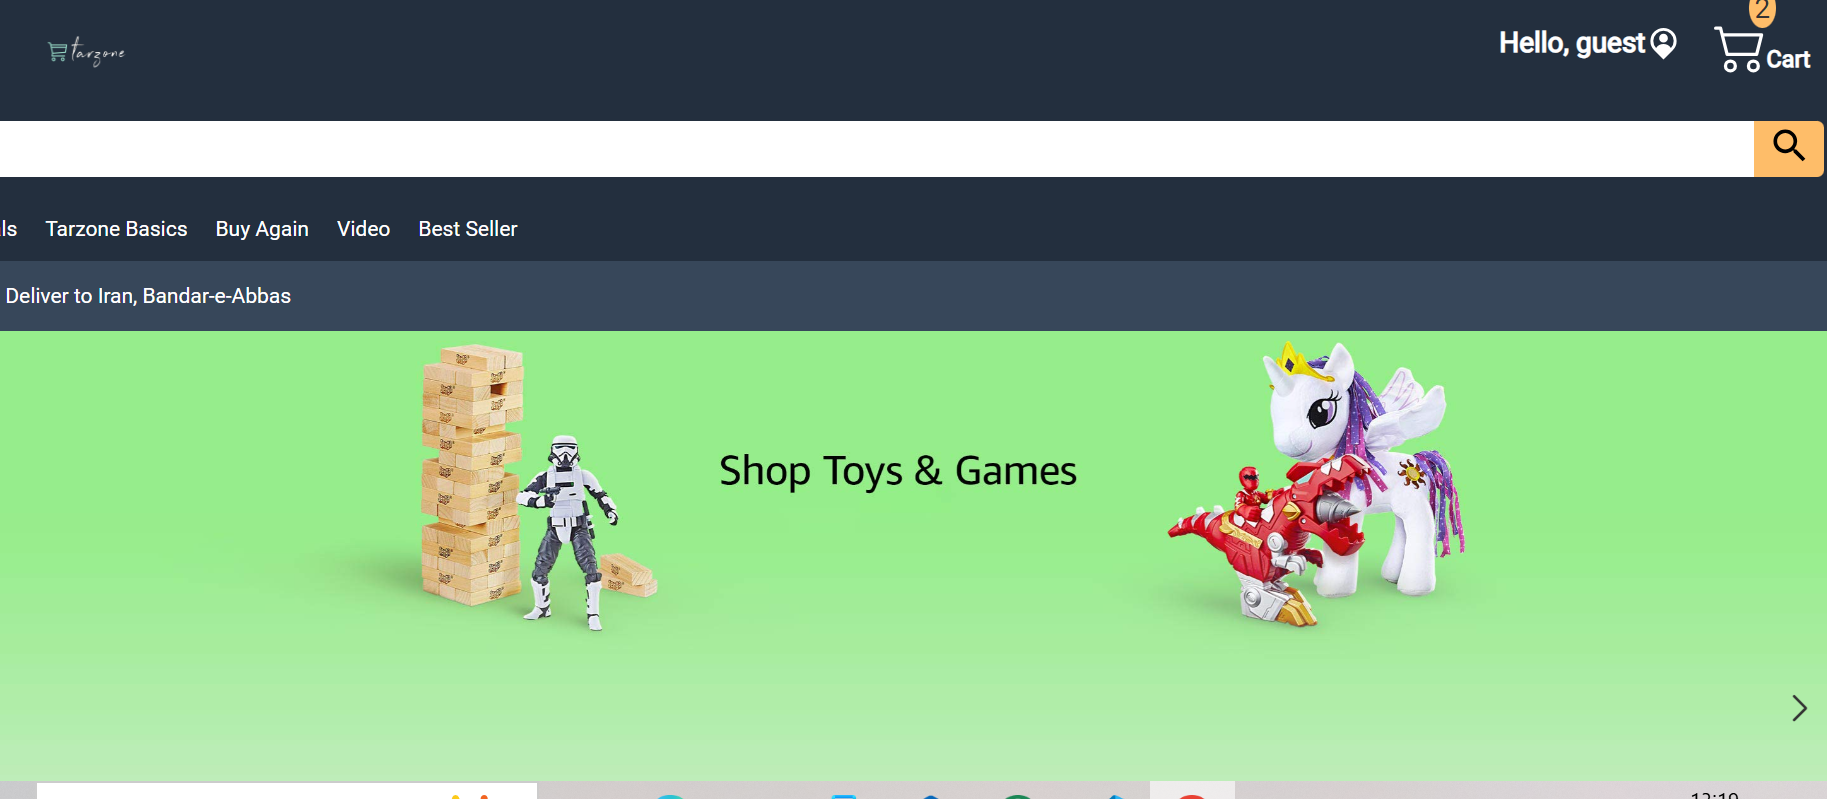 tarzone
Hello, guest
2
Cart
ls Tarzone Basics Buy Again Video Best Seller
Deliver to Iran, Bandar-e-Abbas
Shop Toys & Games